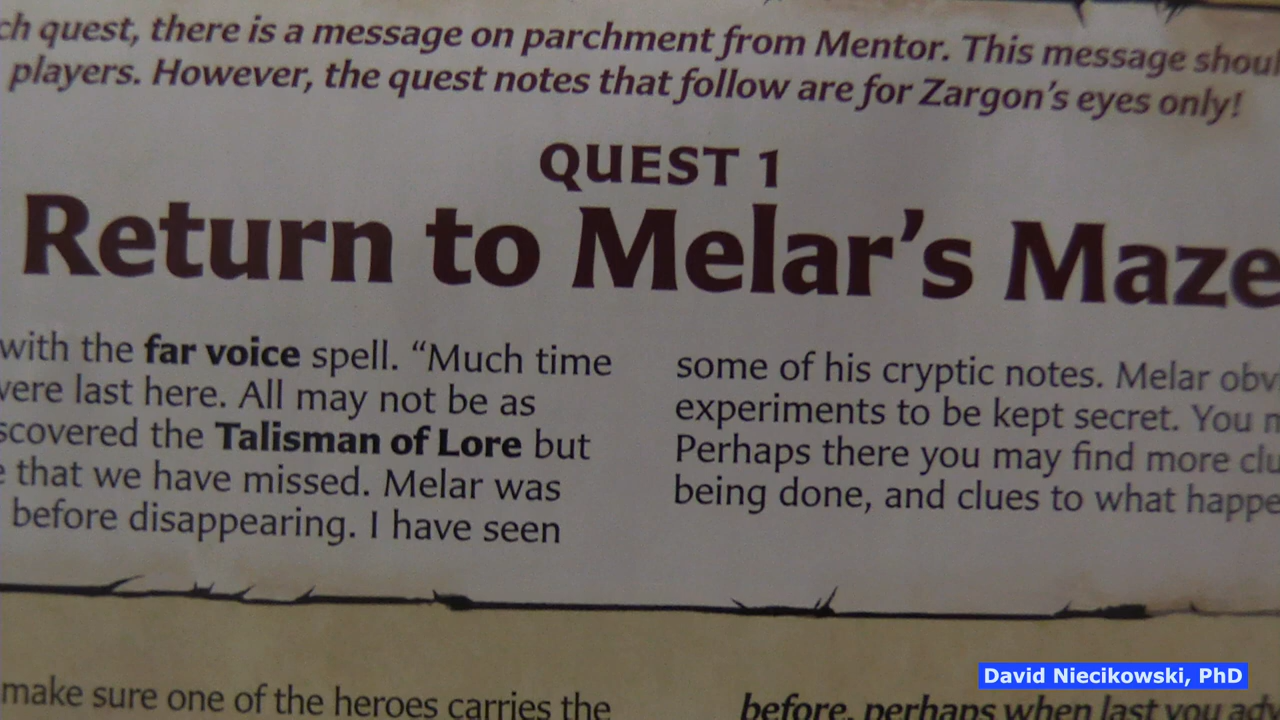 ch quest, there is a message on parchment from Mentor. This message shoul
players. However, the quest notes that follow are for Zargon's eyes only!
QUEST 1
Return to Melar's Maze
with the far voice spell. “Much time
vere last here. All may not be as
scovered the Talisman of Lore but
e that we have missed. Melar was
before disappearing. I have seen
some of his cryptic notes. Melar obv
experiments to be kept secret. You
Perhaps there you may find more clu
being done, and clues to what happe
make sure one of the heroes carries the
before, perhaps when last you adv
David Niecikowski, PhD